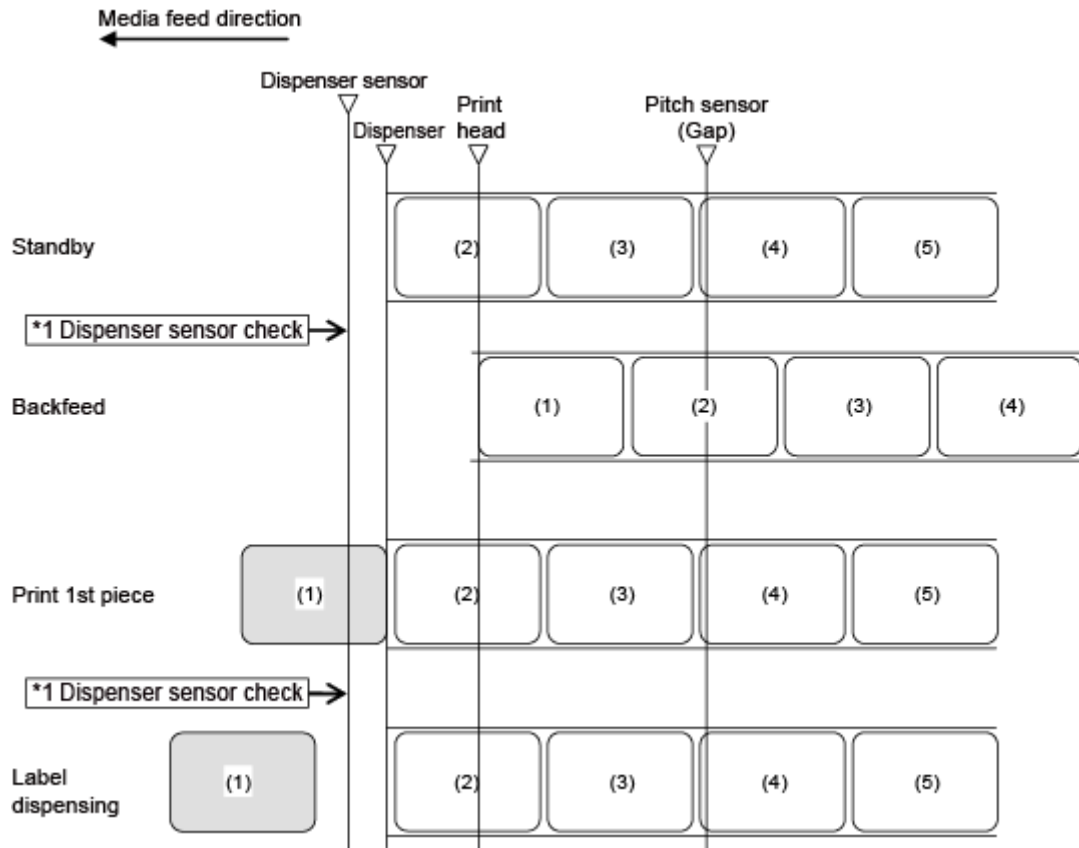 Media feed direction
Dispenser sensor
Print
head
Pitch sensor
(Gap)
Dispenser
Standby
(2)
(3)
(4)
(5)
*1 Dispenser sensor check
Backfeed
(1)
(2)
(3)
(4)
Print 1st piece
(1)
(2)
(3)
(4)
(5)
*1 Dispenser sensor check
Label
dispensing
(1)
(2)
(3)
(4)
(5)